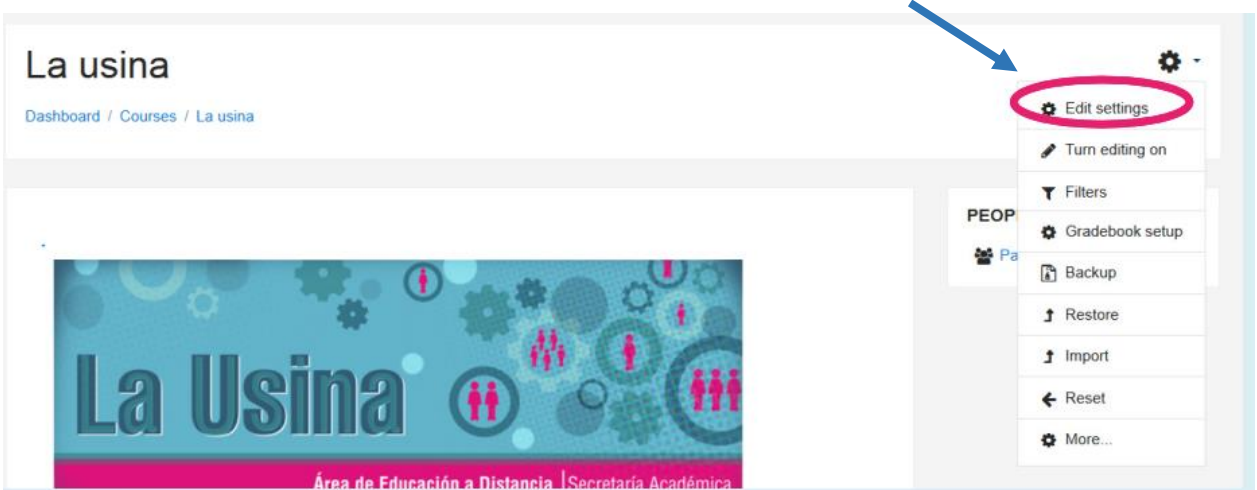 La usina
Dashboard / Courses / La usina
Edit settings
Turn editing on
Filters
Gradebook setup
Backup
Restore
Import
Reset
More...
PEOP
Pa
La Usina
Área de Educación a Distancia | Secretaría Académica